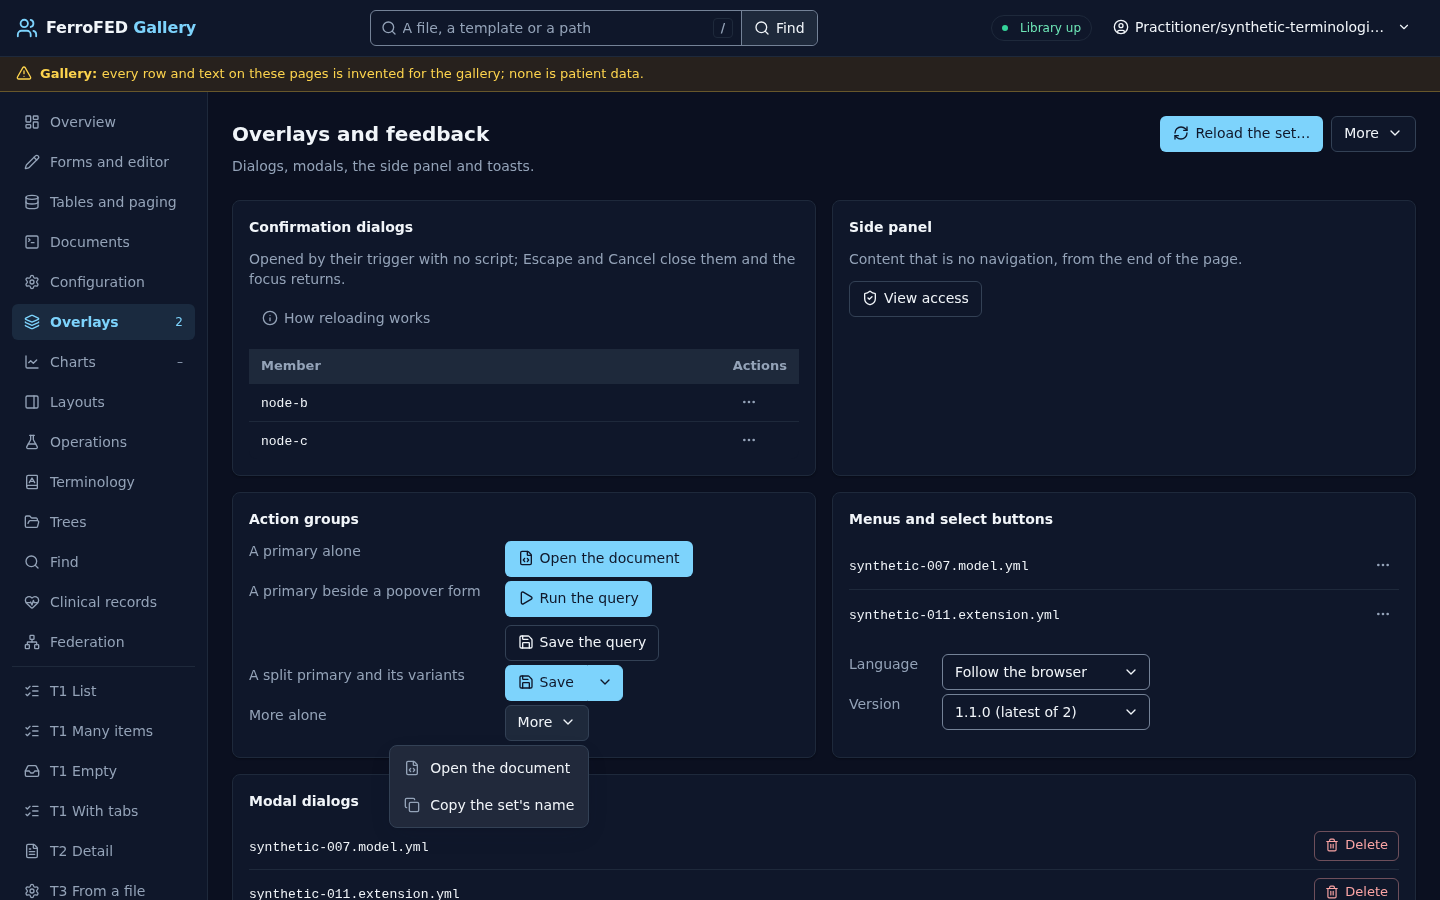 FerroFED Gallery
A file, a template or a path
/
Find
Library up
Practitioner/synthetic-terminologi…
Gallery: every row and text on these pages is invented for the gallery; none is patient data.
Overview
Forms and editor
Tables and paging
Documents
Configuration
Overlays 2
Charts –
Layouts
Operations
Terminology
Trees
Find
Clinical records
Federation
T1 List
T1 Many items
T1 Empty
T1 With tabs
T2 Detail
T3 From a file
Overlays and feedback
Dialogs, modals, the side panel and toasts.
Reload the set…
More
Confirmation dialogs
Opened by their trigger with no script; Escape and Cancel close them and the
focus returns.
How reloading works
Member Actions
node-b
node-c
Side panel
Content that is no navigation, from the end of the page.
View access
Action groups
A primary alone
Open the document
A primary beside a popover form
Run the query
Save the query
A split primary and its variants
Save
More alone
More
Open the document
Copy the set's name
Menus and select buttons
synthetic-007.model.yml
synthetic-011.extension.yml
Language
Follow the browser
Version
1.1.0 (latest of 2)
Modal dialogs
synthetic-007.model.yml
Delete
synthetic-011.extension.yml
Delete